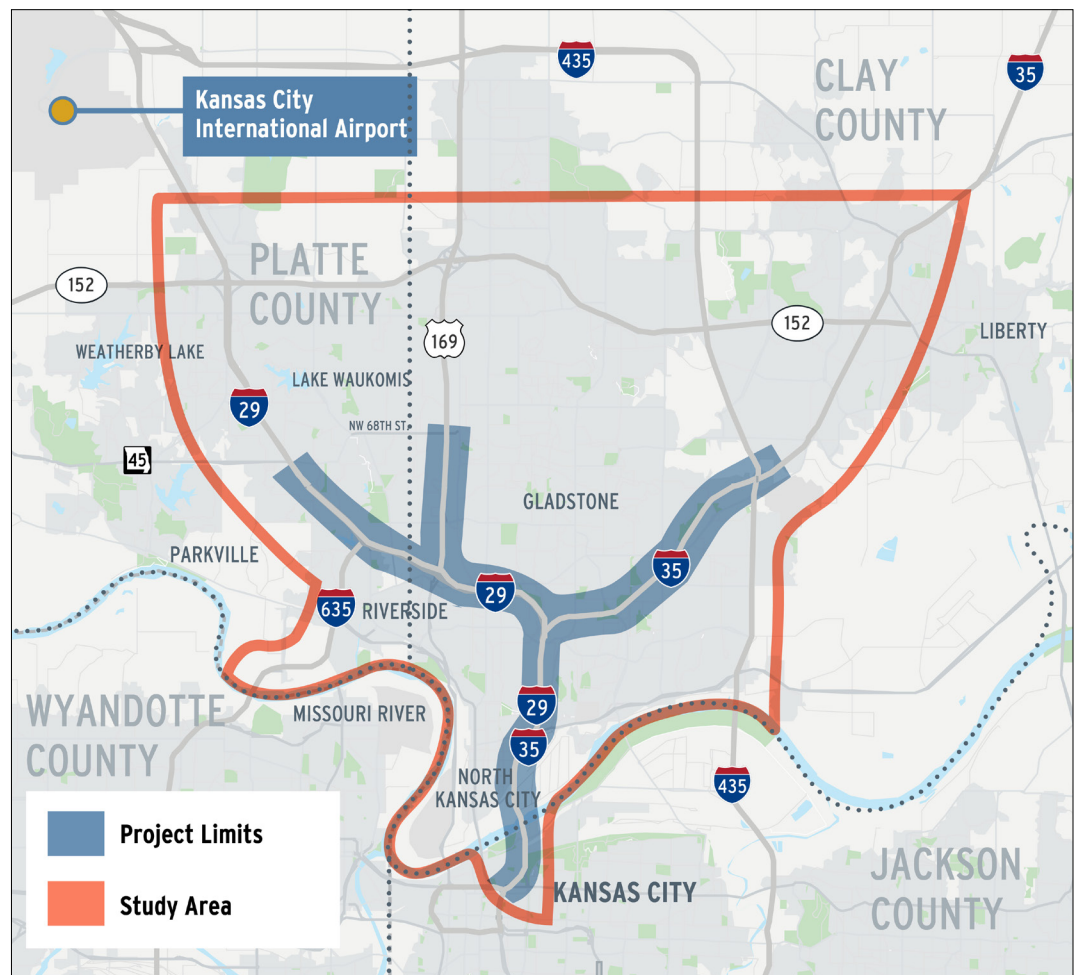 435
CLAY
COUNTY
35
Kansas City
International Airport
PLATTE
COUNTY
152
169
152
LIBERTY
WEATHERBY LAKE
LAKE WAUKOMIS
29
NW 68TH ST.
45
GLADSTONE
PARKVILLE
35
29
635
RIVERSIDE
WYANDOTTE
COUNTY
MISSOURI RIVER
29
35
NORTH
KANSAS CITY
435
Project Limits
Study Area
KANSAS CITY
JACKSON
COUNTY